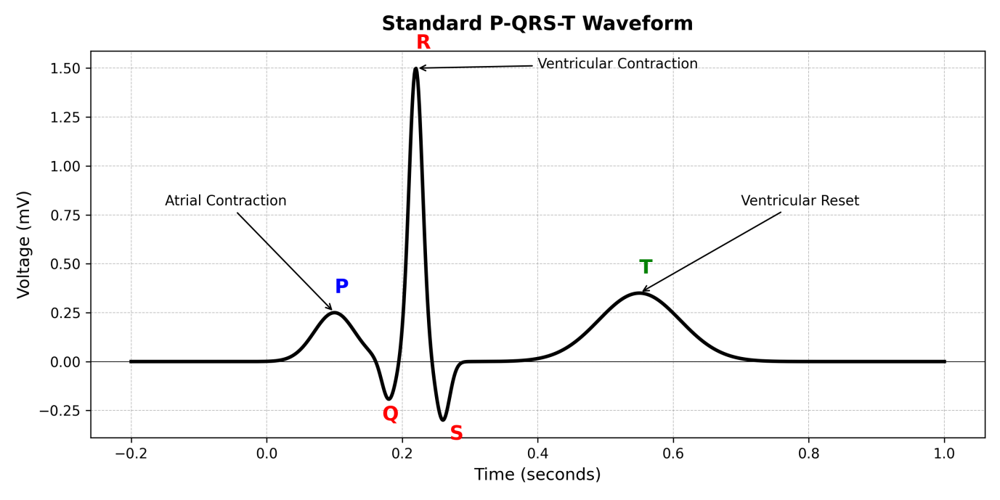 Standard P-QRS-T Waveform
R
Ventricular Contraction
Atrial Contraction
Ventricular Reset
P
T
Q
S
Voltage (mV)
1.50
1.25
1.00
0.75
0.50
0.25
0.00
−0.25
−0.2 0.0 0.2 0.4 0.6 0.8 1.0
Time (seconds)